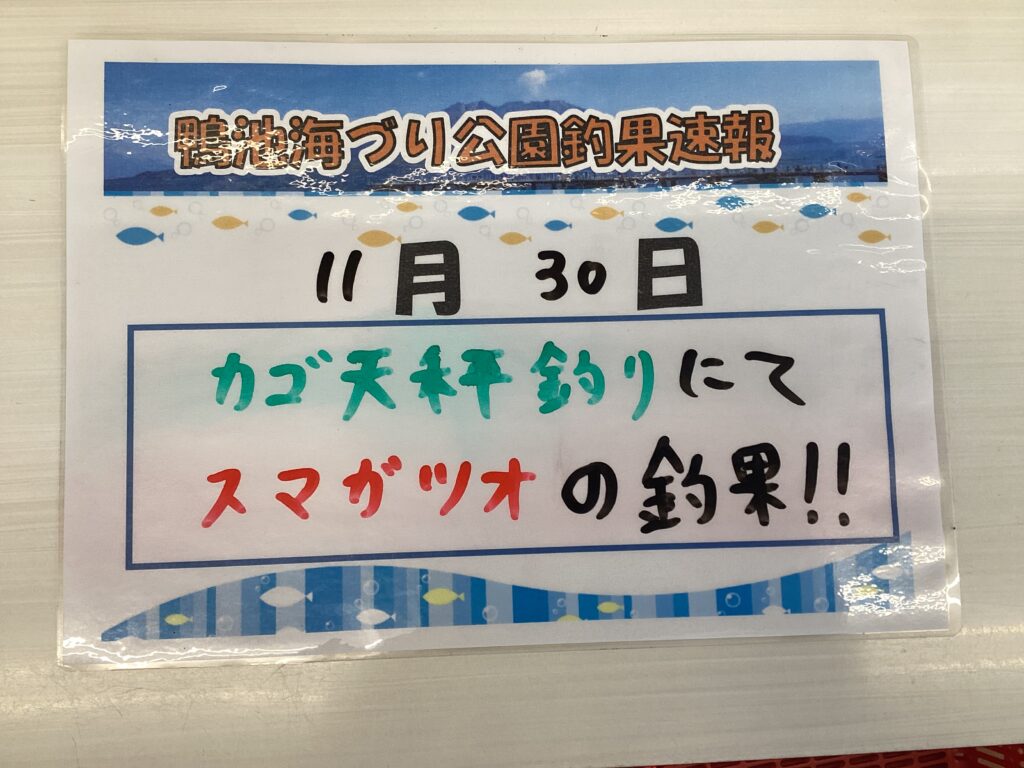 鴨池海づり公園釣果速報
11月30日
カゴ天秤釣りにて
スマガツオの釣果!!